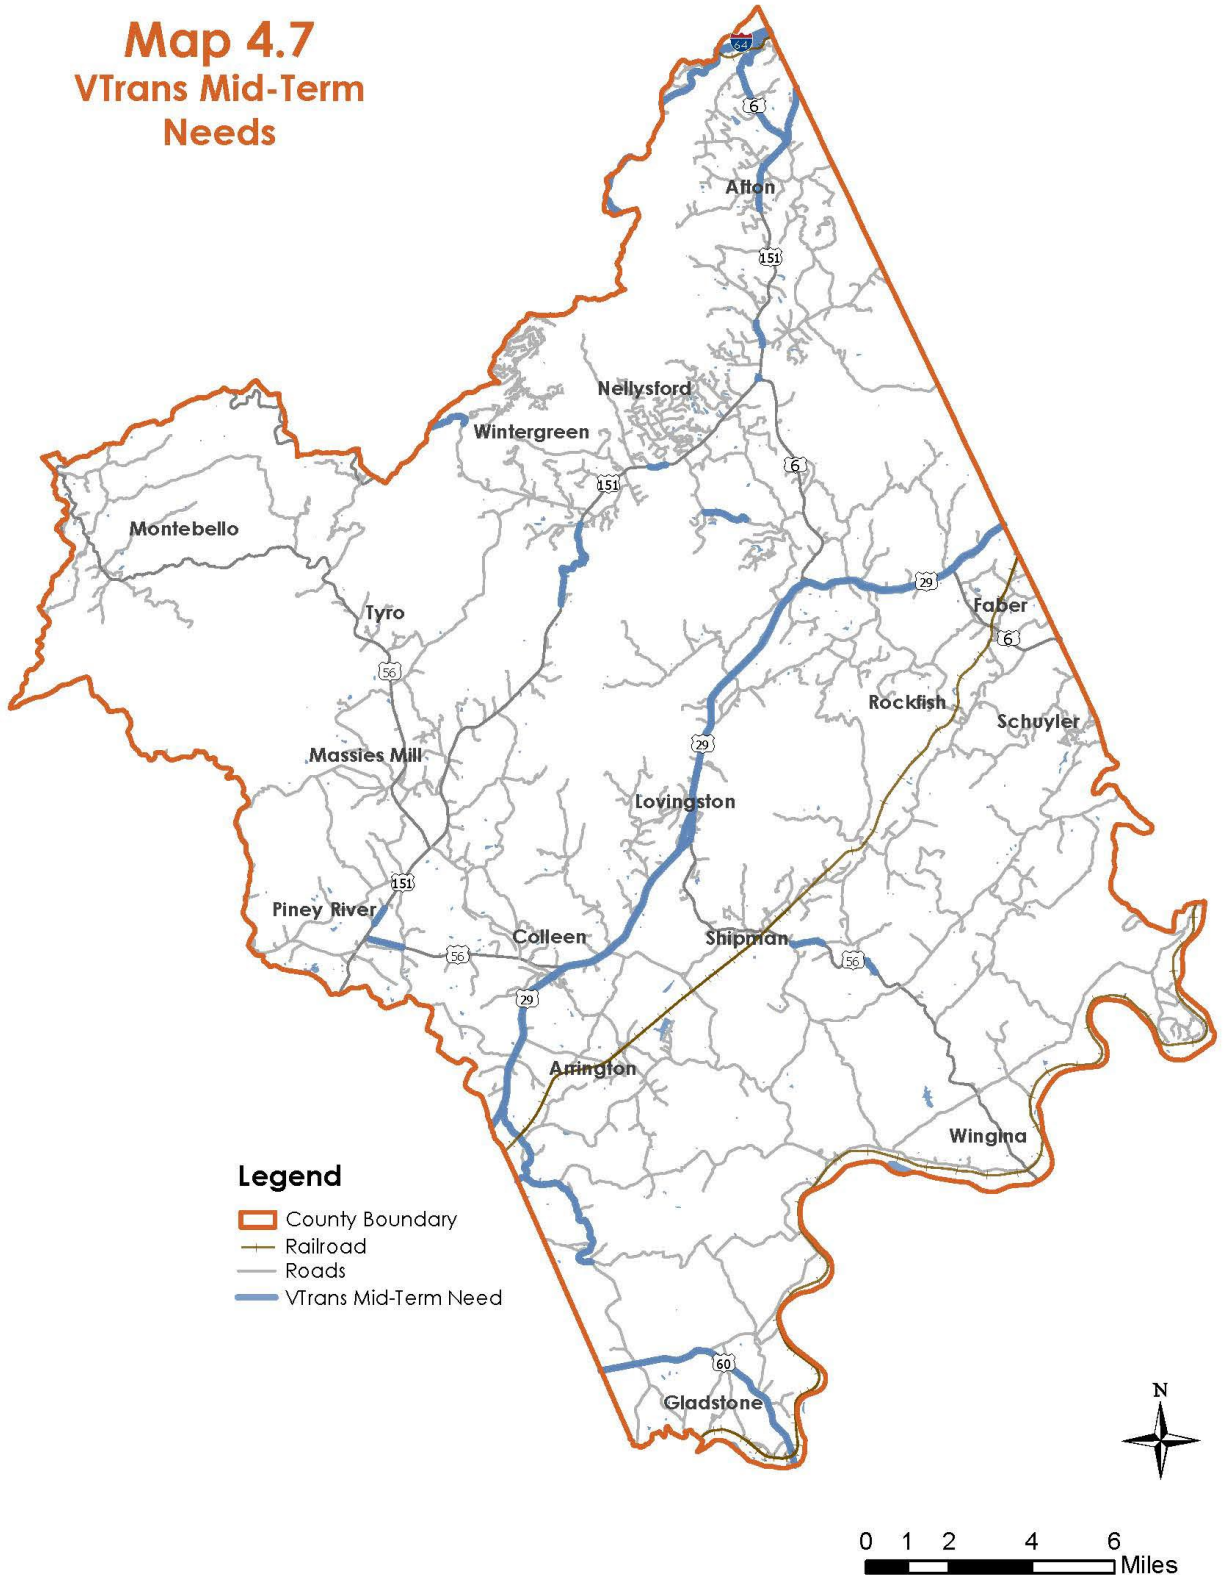 Map 4.7
VTrans Mid-Term
Needs
64
6
Afton
151
Nellysford
Wintergreen
6
151
Montebello
29
Faber
Tyro
6
56
Rockfish
Schuyler
29
Massies Mill
Lovingston
151
Piney River
Colleen
Shipman
56
56
29
Arrington
Wingina
Legend
County Boundary
Railroad
Roads
VTrans Mid-Term Need
60
Gladstone
N
0 1 2 4 6
Miles